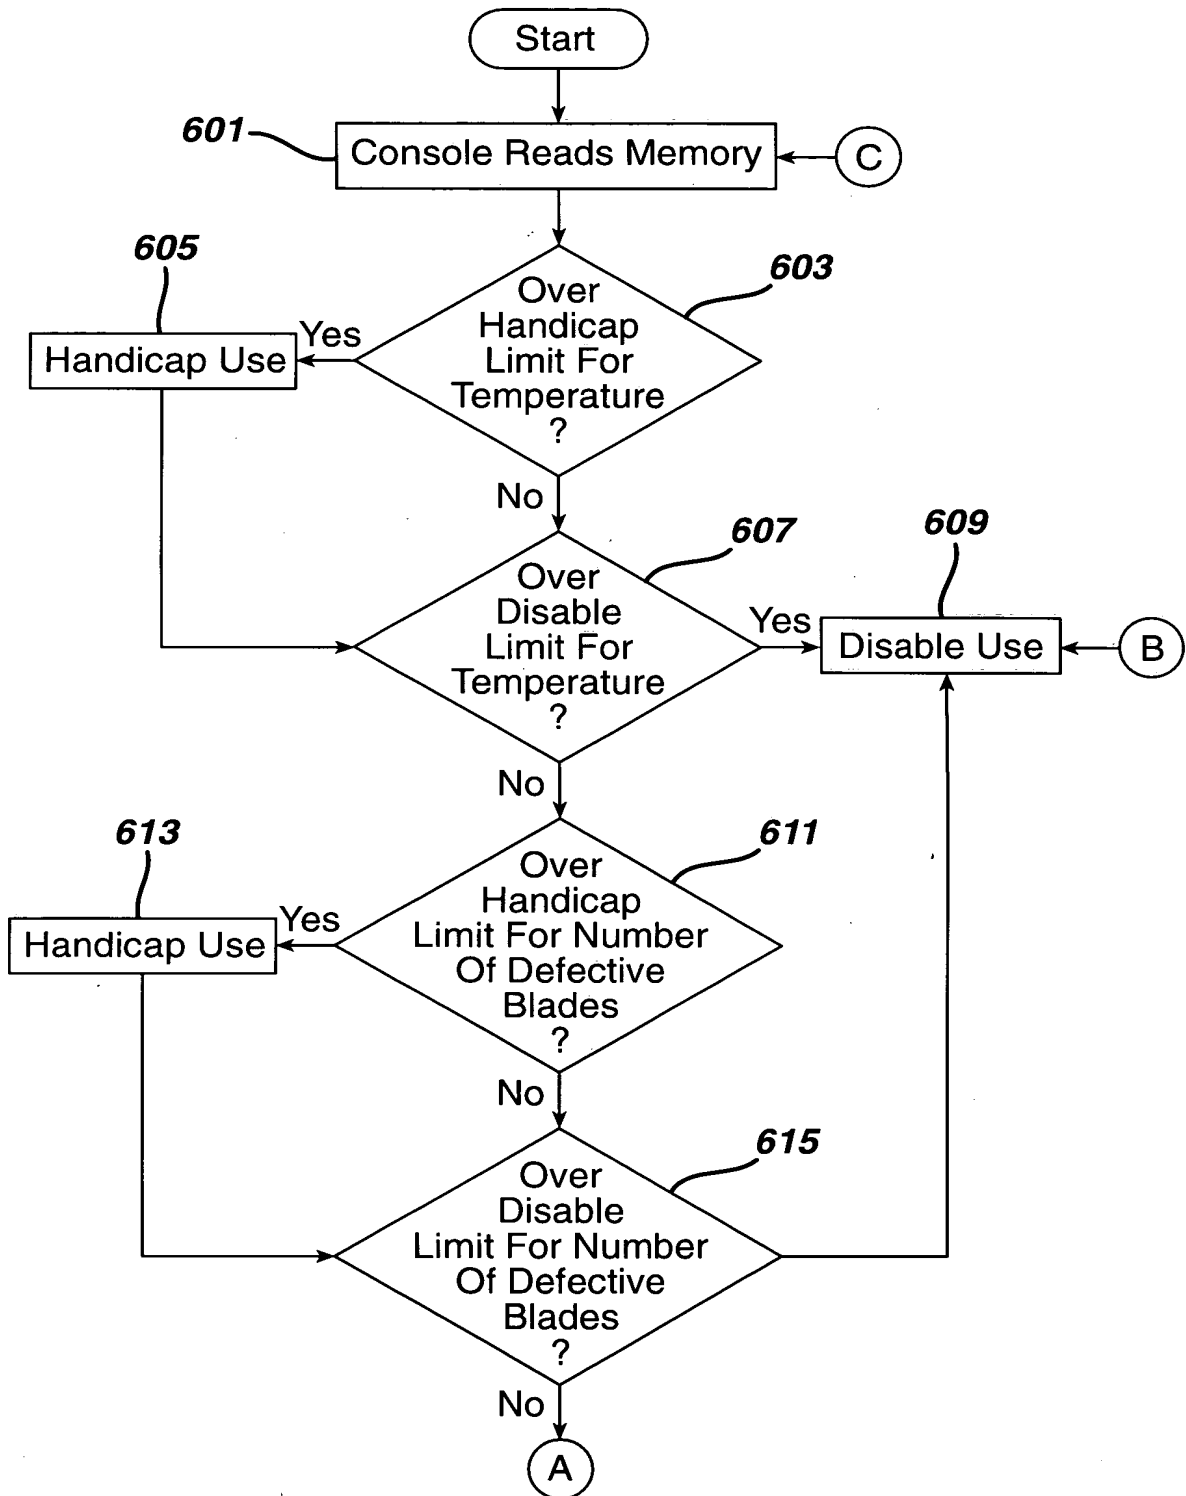 Start
601
Console Reads Memory
C
605
603
Over
Handicap
Limit For
Temperature
?
Yes
Handicap Use
No
607
609
Over
Disable
Limit For
Temperature
?
Yes
Disable Use
B
No
613
611
Over
Handicap
Limit For Number
Of Defective
Blades
?
Yes
Handicap Use
No
615
Over
Disable
Limit For Number
Of Defective
Blades
?
No
A